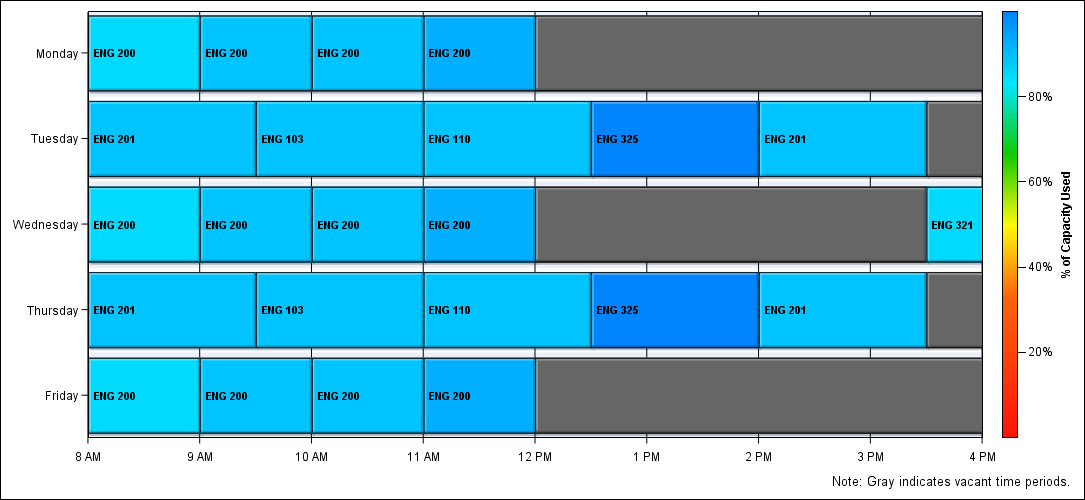 Monday ENG 200 ENG 200 ENG 200 ENG 200
80%
Tuesday ENG 201 ENG 103 ENG 110 ENG 325 ENG 201
60%
Wednesday ENG 200 ENG 200 ENG 200 ENG 200 ENG 321
% of Capacity Used
40%
Thursday ENG 201 ENG 103 ENG 110 ENG 325 ENG 201
20%
Friday ENG 200 ENG 200 ENG 200 ENG 200
8 AM 9 AM 10 AM 11 AM 12 PM 1 PM 2 PM 3 PM 4 PM
Note: Gray indicates vacant time periods.